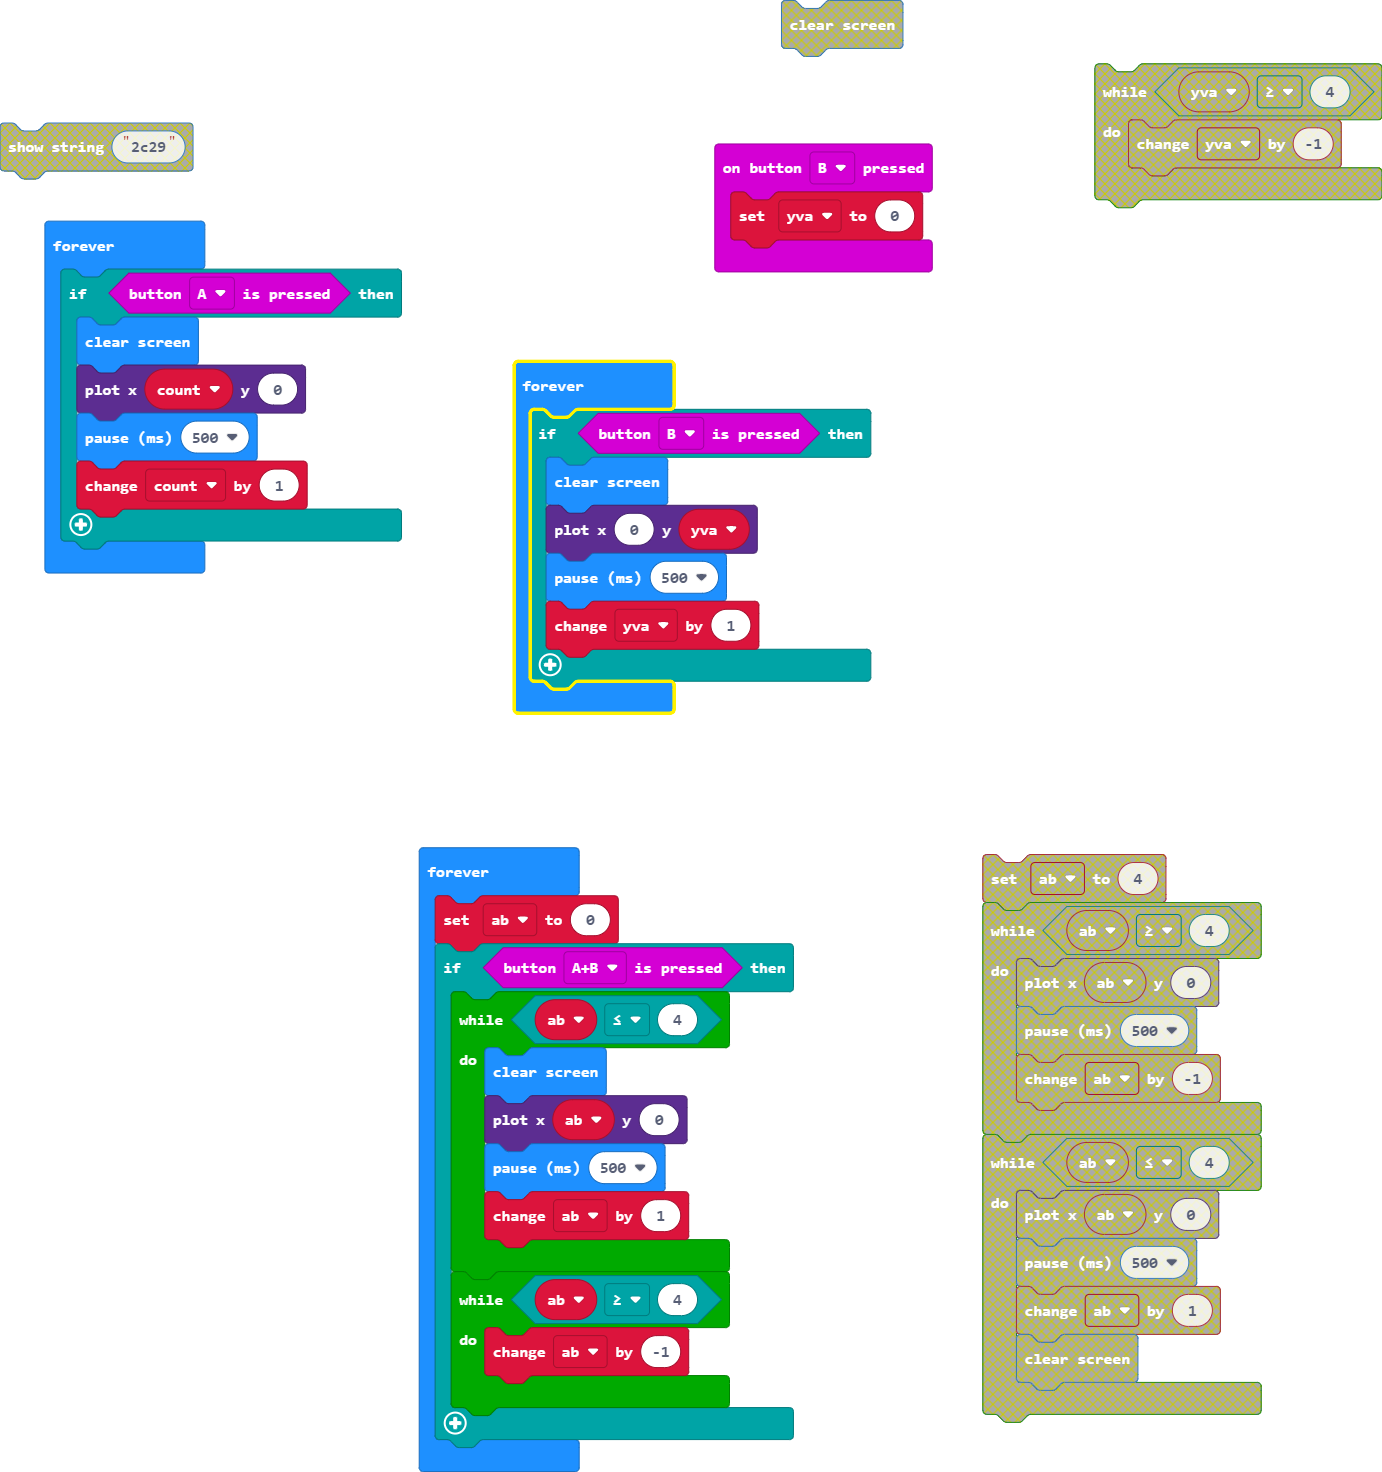 clear screen
while yva ≥ 4
do change yva by -1
show string "2c29"
on button B pressed
set yva to 0
forever
if button A is pressed then
clear screen
plot x count y 0
pause (ms) 500
change count by 1
forever
if button B is pressed then
clear screen
plot x 0 y yva
pause (ms) 500
change yva by 1
forever
set ab to 0
if button A+B is pressed then
while ab ≤ 4
do clear screen
plot x ab y 0
pause (ms) 500
change ab by 1
while ab ≥ 4
do change ab by -1
set ab to 4
while ab ≥ 4
do plot x ab y 0
pause (ms) 500
change ab by -1
while ab ≤ 4
do plot x ab y 0
pause (ms) 500
change ab by 1
clear screen